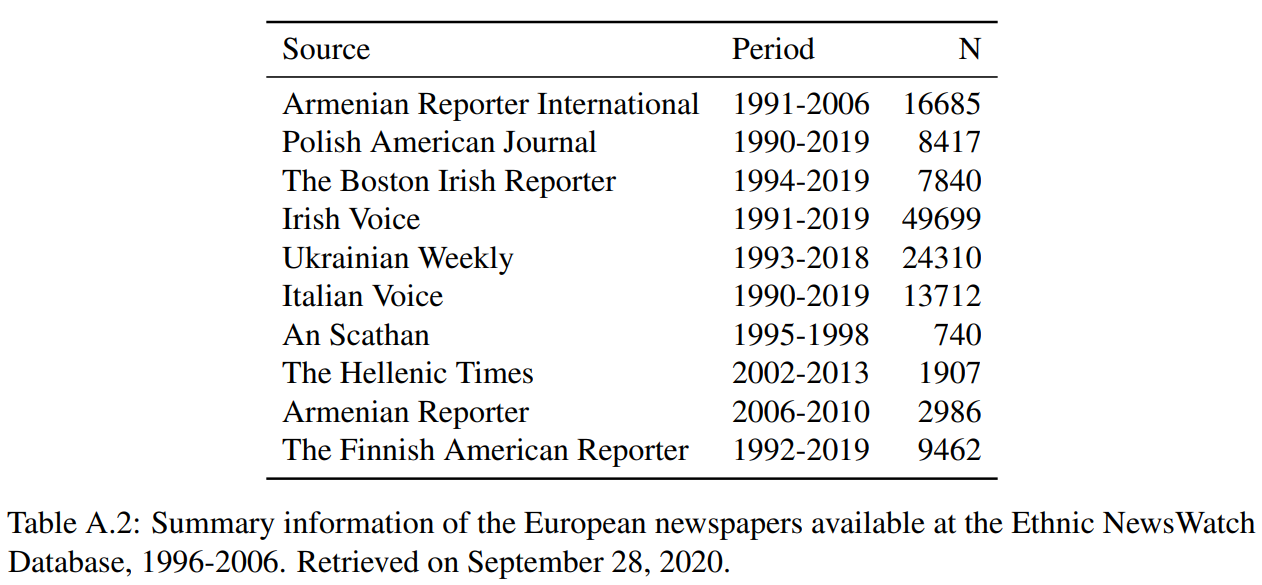 Source Period N
Armenian Reporter International 1991-2006 16685
Polish American Journal 1990-2019 8417
The Boston Irish Reporter 1994-2019 7840
Irish Voice 1991-2019 49699
Ukrainian Weekly 1993-2018 24310
Italian Voice 1990-2019 13712
An Scathan 1995-1998 740
The Hellenic Times 2002-2013 1907
Armenian Reporter 2006-2010 2986
The Finnish American Reporter 1992-2019 9462
Table A.2: Summary information of the European newspapers available at the Ethnic NewsWatch
Database, 1996-2006. Retrieved on September 28, 2020.